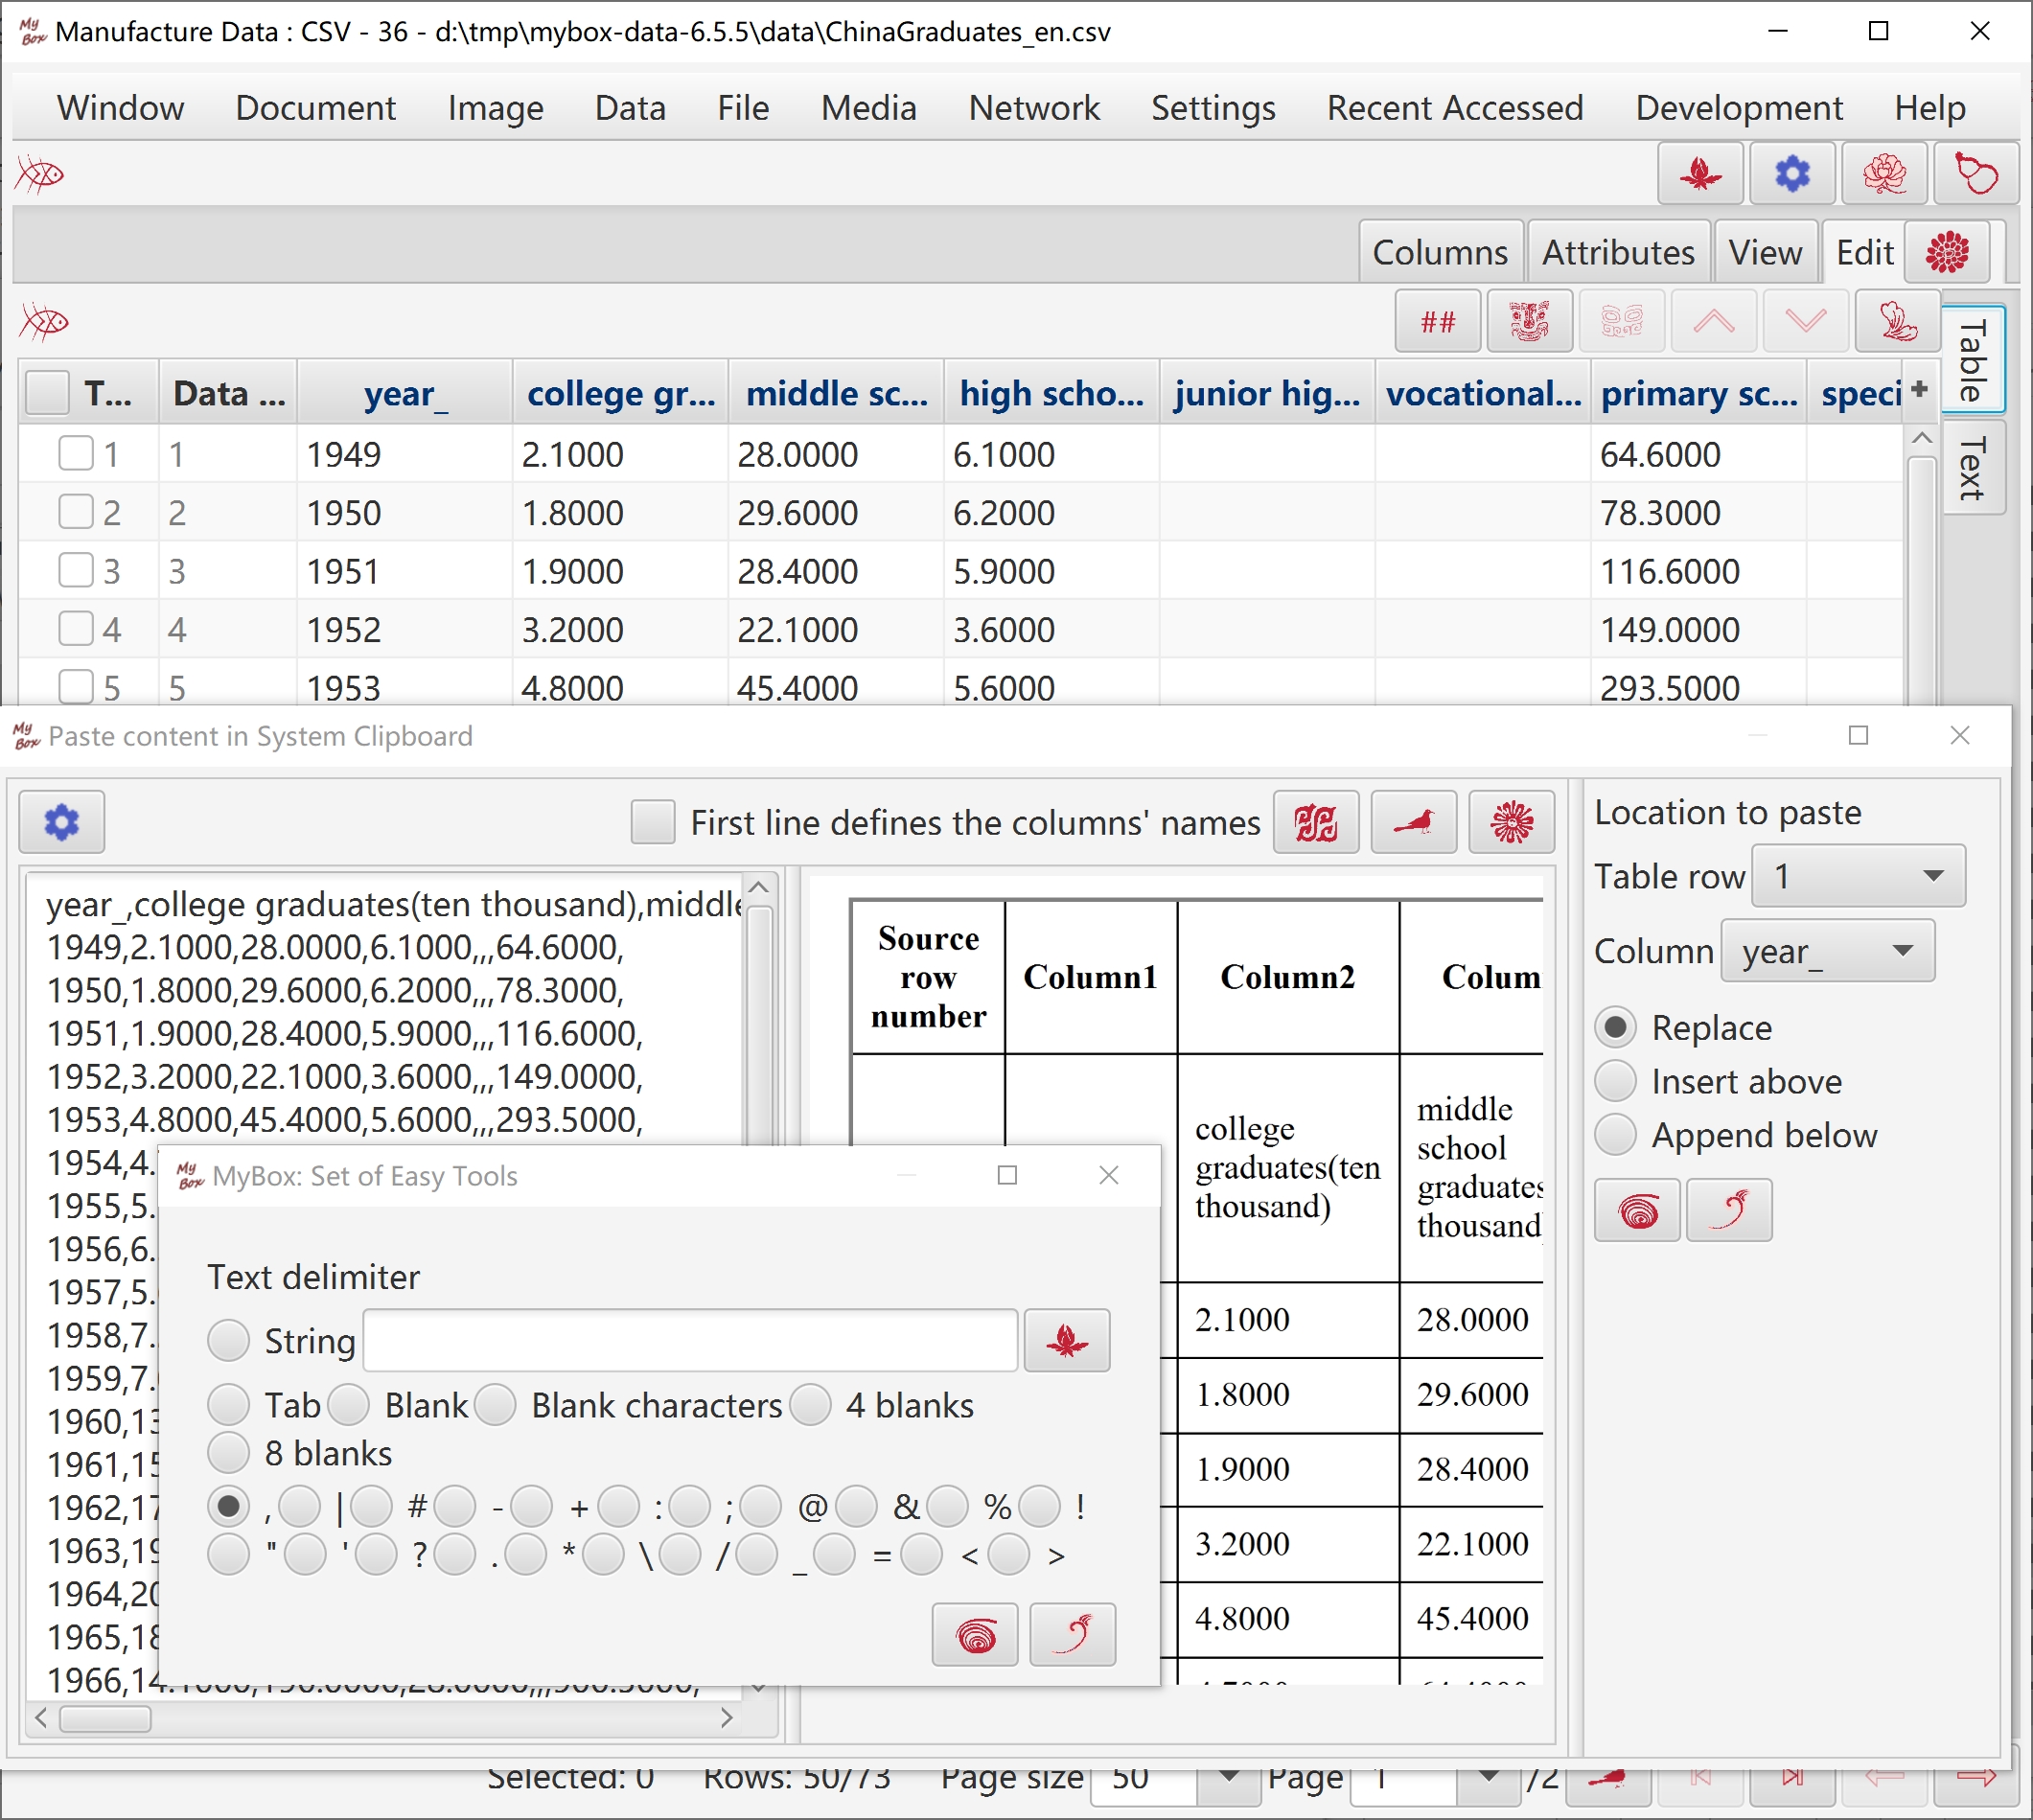 My Box Manufacture Data : CSV - 36 - d:\tmp\mybox-data-6.5.5\data\ChinaGraduates_en.csv
Window Document Image Data File Media Network Settings Recent Accessed Development Help
Columns Attributes View Edit
##
Table
Text
T... Data ... year_ college gr... middle sc... high scho... junior hig... vocational... primary sc... speci +
1 1 1949 2.1000 28.0000 6.1000 64.6000
2 2 1950 1.8000 29.6000 6.2000 78.3000
3 3 1951 1.9000 28.4000 5.9000 116.6000
4 4 1952 3.2000 22.1000 3.6000 149.0000
5 5 1953 4.8000 45.4000 5.6000 293.5000
My Box Paste content in System Clipboard
First line defines the columns' names
year_,college graduates(ten thousand),middle
1949,2.1000,28.0000,6.1000,,,64.6000,
1950,1.8000,29.6000,6.2000,,,78.3000,
1951,1.9000,28.4000,5.9000,,,116.6000,
1952,3.2000,22.1000,3.6000,,,149.0000,
1953,4.8000,45.4000,5.6000,,,293.5000,
1954,4.
1955,5.
1956,6.
1957,5.
1958,7.
1959,7.
1960,13
1961,15
1962,17
1963,19
1964,20
1965,18
1966,14.1000,
Source row number Column1 Column2 Colum
college graduates(ten thousand)
middle school graduates thousand
2.1000 28.0000
1.8000 29.6000
1.9000 28.4000
3.2000 22.1000
4.8000 45.4000
Location to paste
Table row 1
Column year_
Replace
Insert above
Append below
My Box MyBox: Set of Easy Tools
Text delimiter
String
Tab Blank Blank characters 4 blanks
8 blanks
, | # - + : ; @ & % !
" ' ? . * \ / _ = < >
Selected: 0 Rows: 50/73 Page size 50 Page 1 /2